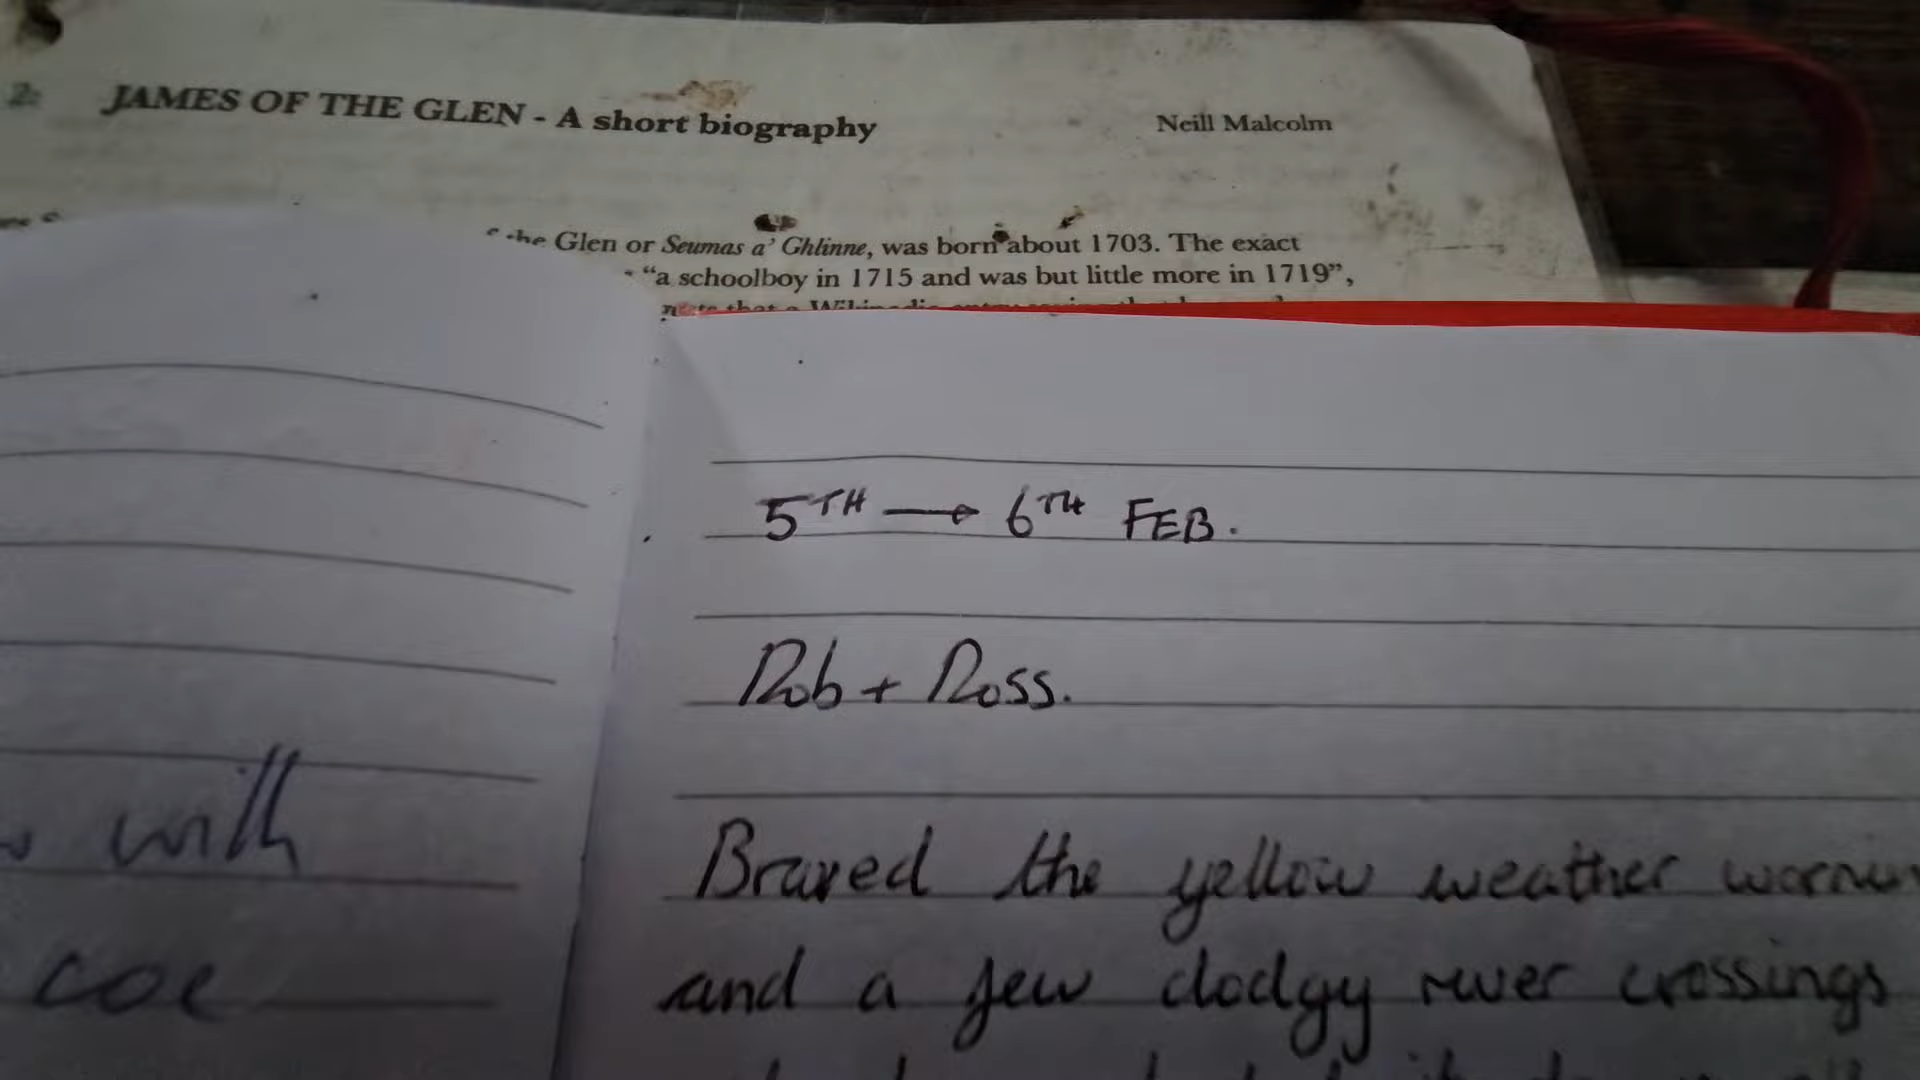 2
JAMES OF THE GLEN - A short biography
Neill Malcolm
the Glen or Seumas a' Ghlinne, was born about 1703. The exact
"a schoolboy in 1715 and was but little more in 1719",
5TH → 6TH FEB.
Rob + Ross.
with
coe
Braved the yellow weather
and a few dodgy river crossings